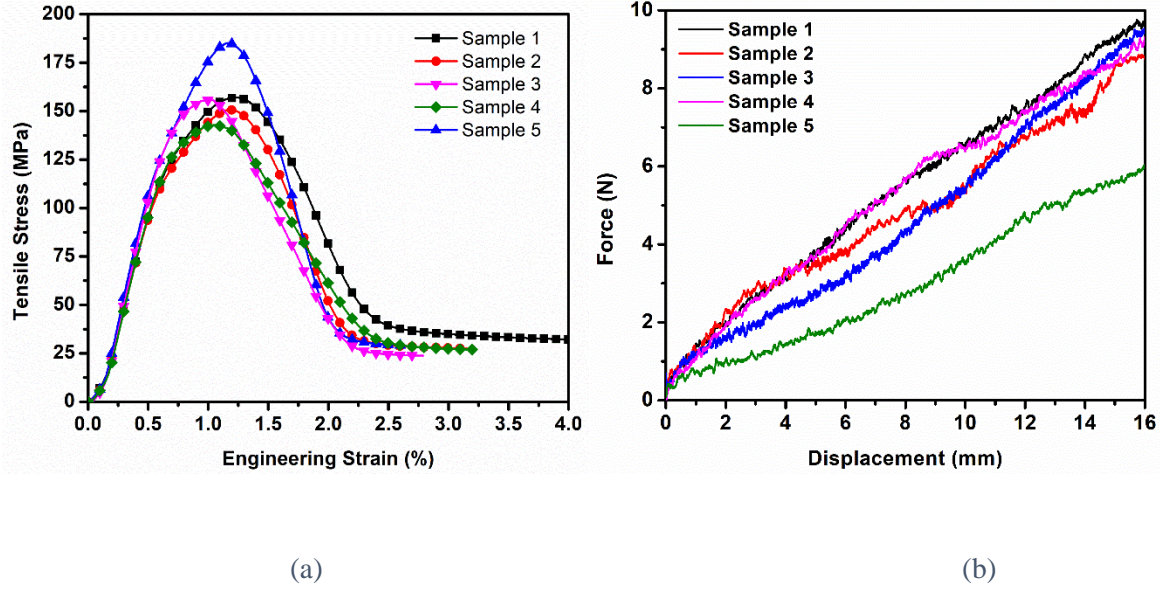 200
175
150
125
100
75
50
25
0
Tensile Stress (MPa)
0.0 0.5 1.0 1.5 2.0 2.5 3.0 3.5 4.0
Engineering Strain (%)
Sample 1
Sample 2
Sample 3
Sample 4
Sample 5
(a)
10
8
6
4
2
0
Force (N)
0 2 4 6 8 10 12 14 16
Displacement (mm)
Sample 1
Sample 2
Sample 3
Sample 4
Sample 5
(b)